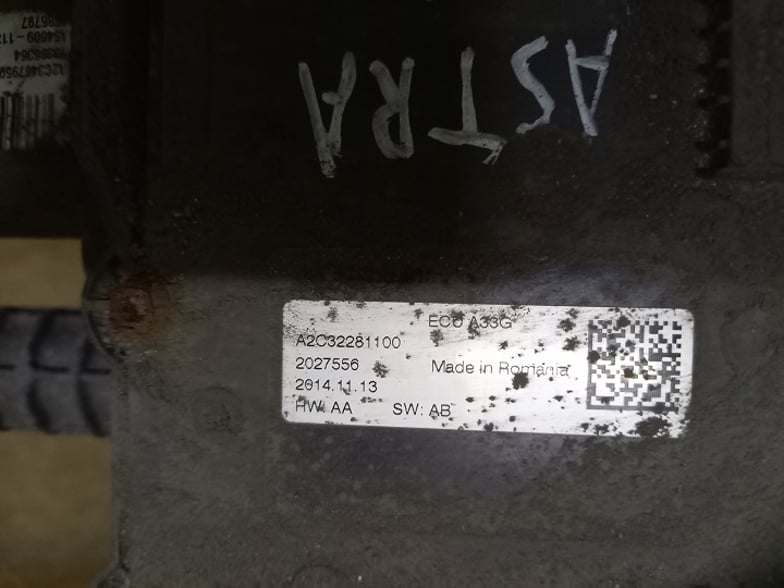 ASTRA
ECU A33G
A2C32281100
2027556
Made in Romania
2014.11.13
HW: AA SW: AB